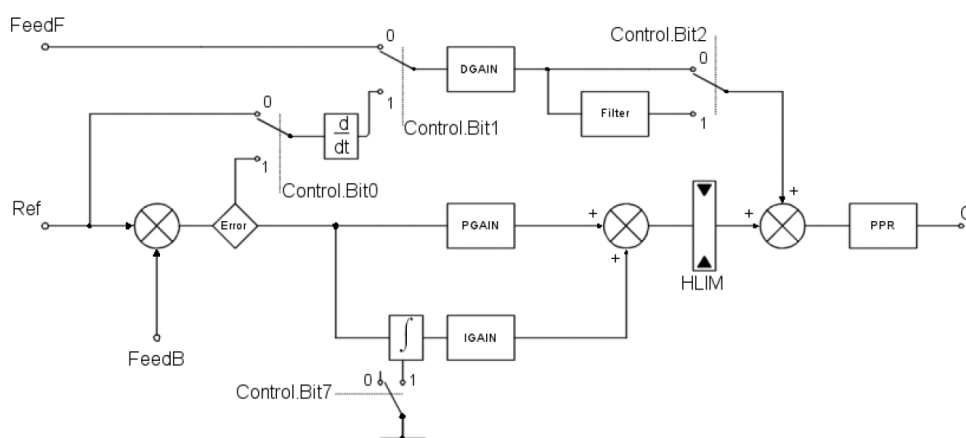 FeedF
0
Control.Bit2
0
DGAIN
1
Filter
1
0
Control.Bit1
d
dt
1
Control.Bit0
Ref
Error
PGAIN
+
+
HLIM
+
+
PPR
FeedB
∫
IGAIN
0
1
Control.Bit7